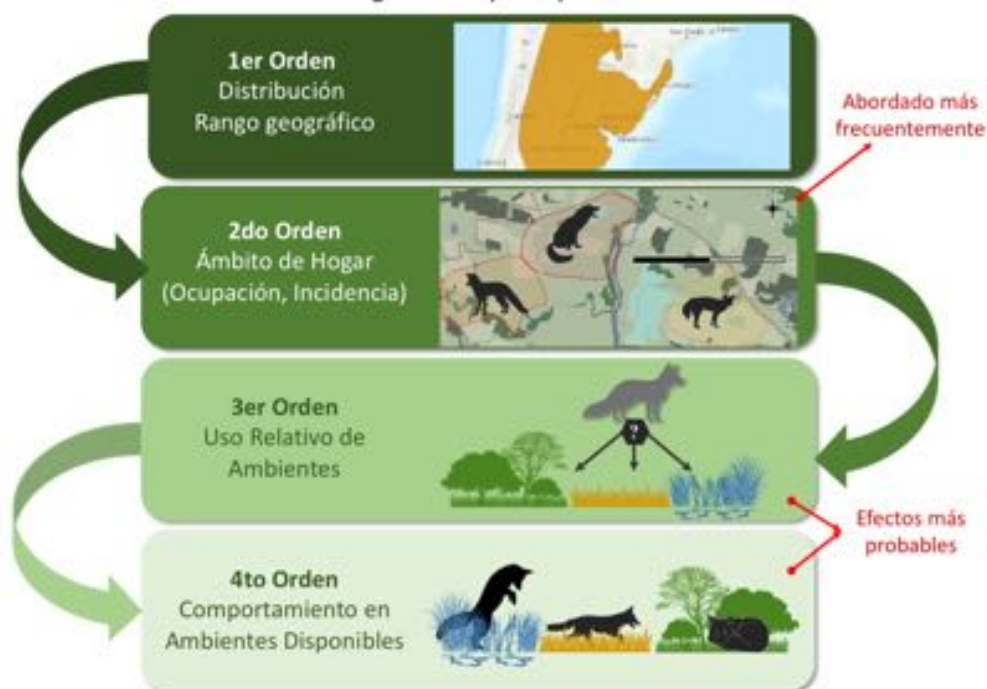 1er Orden
Distribución
Rango geográfico
Abordado más
frecuentemente
2do Orden
Ámbito de Hogar
(Ocupación, Incidencia)
3er Orden
Uso Relativo de
Ambientes
?
Efectos más
probables
4to Orden
Comportamiento en
Ambientes Disponibles